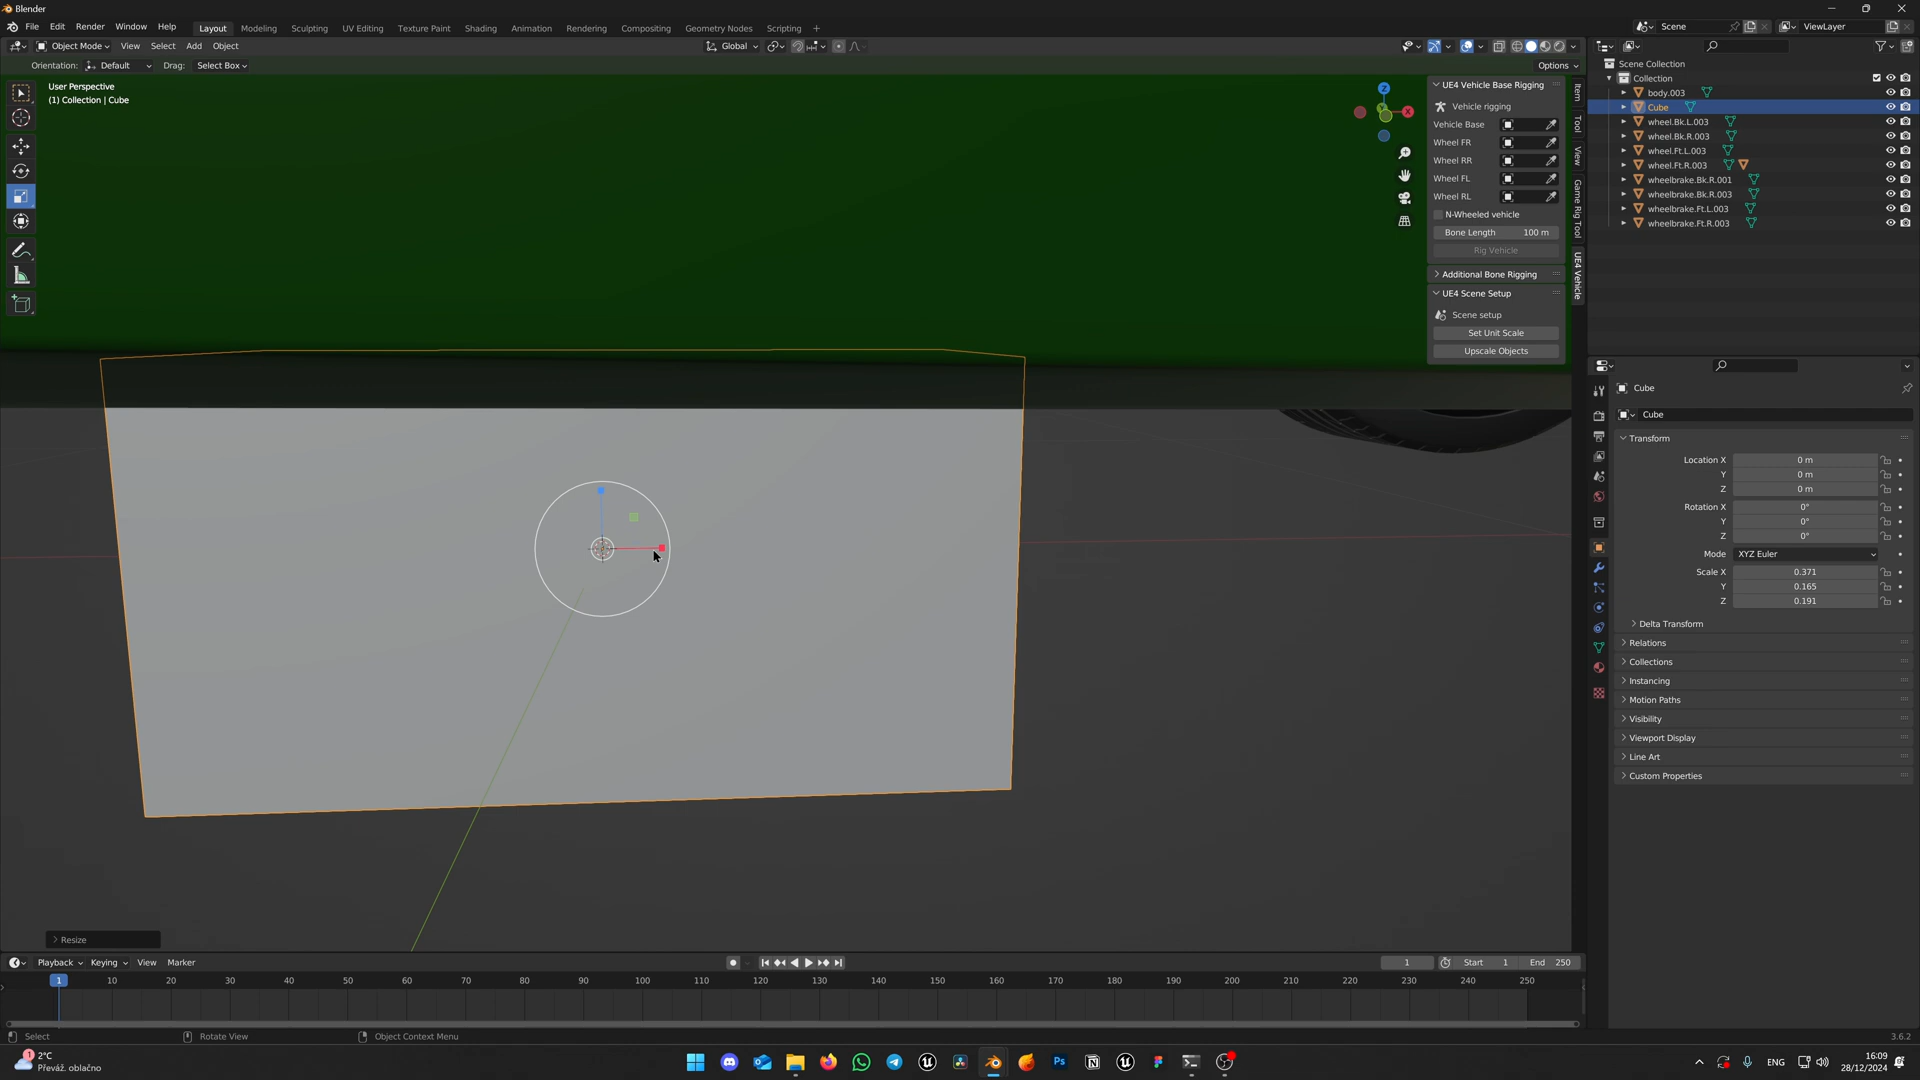 Blender
File Edit Render Window Help Layout Modeling Sculpting UV Editing Texture Paint Shading Animation Rendering Compositing Geometry Nodes Scripting + Scene ViewLayer
Object Mode View Select Add Object Global
Orientation: Default Drag: Select Box Options
User Perspective
(1) Collection | Cube
Z
Y
X
Item
Tool
View
Game Rig Tool
UE4 Vehicle
UE4 Vehicle Base Rigging
Vehicle rigging
Vehicle Base
Wheel FR
Wheel RR
Wheel FL
Wheel RL
N-Wheeled vehicle
Bone Length 100 m
Rig Vehicle
Additional Bone Rigging
UE4 Scene Setup
Scene setup
Set Unit Scale
Upscale Objects
Scene Collection
Collection
body.003
Cube
wheel.Bk.L.003
wheel.Bk.R.003
wheel.Ft.L.003
wheel.Ft.R.003
wheelbrake.Bk.R.001
wheelbrake.Bk.R.003
wheelbrake.Ft.L.003
wheelbrake.Ft.R.003
Cube
Cube
Transform
Location X 0 m
Y 0 m
Z 0 m
Rotation X 0°
Y 0°
Z 0°
Mode XYZ Euler
Scale X 0.371
Y 0.165
Z 0.191
Delta Transform
Relations
Collections
Instancing
Motion Paths
Visibility
Viewport Display
Line Art
Custom Properties
Resize
Playback Keying View Marker 1 Start 1 End 250
1 10 20 30 40 50 60 70 80 90 100 110 120 130 140 150 160 170 180 190 200 210 220 230 240 250
Select Rotate View Object Context Menu 3.6.2
1 2°C
Převáž. oblačno
Ps
ENG
16:09
28/12/2024